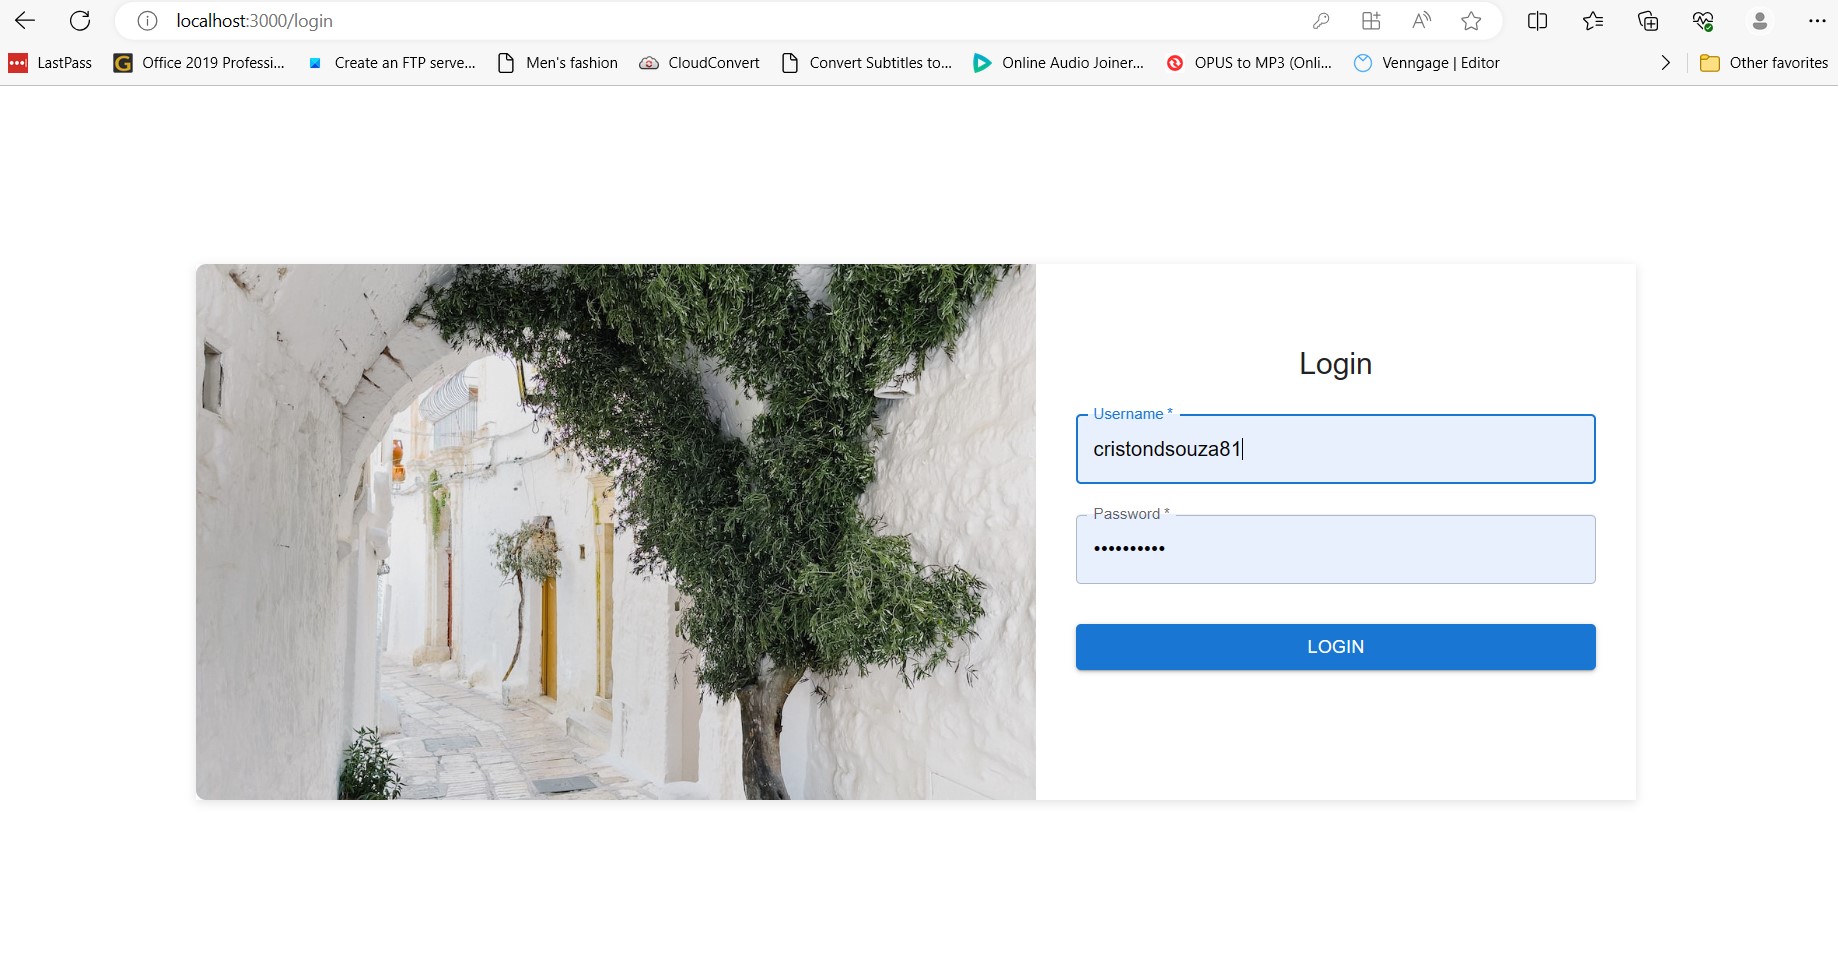 localhost:3000/login
LastPass
Office 2019 Professi...
Create an FTP serve...
Men's fashion
CloudConvert
Convert Subtitles to...
Online Audio Joiner...
OPUS to MP3 (Onli...
Venngage | Editor
Other favorites
Login
Username *
cristondsouza81
Password *
••••••••••
LOGIN